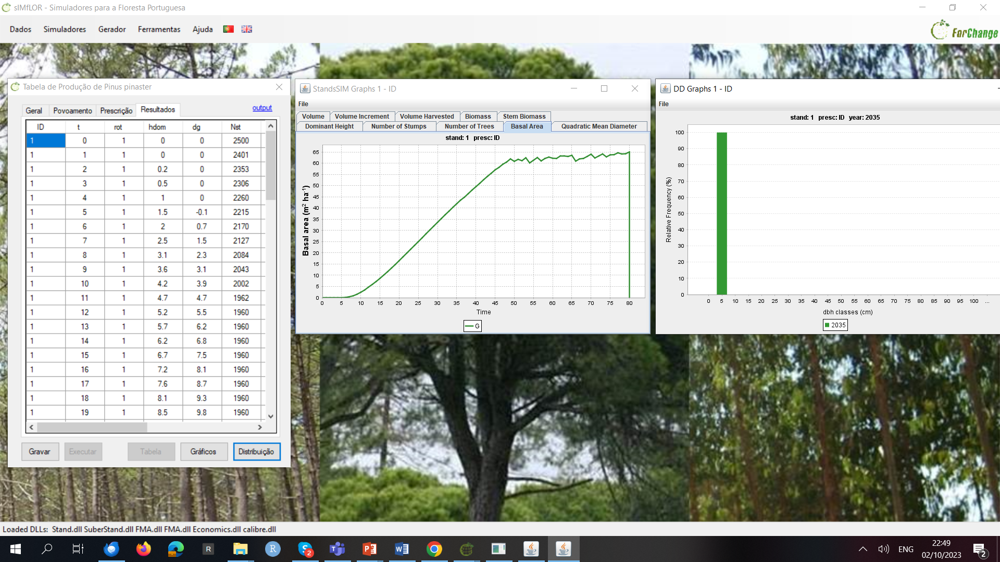 sIMfLOR - Simuladores para a Floresta Portuguesa
Dados Simuladores Gerador Ferramentas Ajuda
ForChange
Tabela de Produção de Pinus pinaster
Geral Povoamento Prescrição Resultados output
ID t rot hdom dg Nst
1 0 1 0 0 2500
1 1 1 0 0 2401
1 2 1 0.2 0 2353
1 3 1 0.5 0 2306
1 4 1 1 0 2260
1 5 1 1.5 -0.1 2215
1 6 1 2 0.7 2170
1 7 1 2.5 1.5 2127
1 8 1 3.1 2.3 2084
1 9 1 3.6 3.1 2043
1 10 1 4.2 3.9 2002
1 11 1 4.7 4.7 1962
1 12 1 5.2 5.5 1960
1 13 1 5.7 6.2 1960
1 14 1 6.2 6.8 1960
1 15 1 6.7 7.5 1960
1 16 1 7.2 8.1 1960
1 17 1 7.6 8.7 1960
1 18 1 8.1 9.3 1960
1 19 1 8.5 9.8 1960
Gravar Executar Tabela Gráficos Distribuição
StandsSIM Graphs 1 - ID
File
Volume Volume Increment Volume Harvested Biomass Stem Biomass
Dominant Height Number of Stumps Number of Trees Basal Area Quadratic Mean Diameter
stand: 1 presc: ID
Basal area (m² ha⁻¹)
65
60
55
50
45
40
35
30
25
20
15
10
5
0
0 5 10 15 20 25 30 35 40 45 50 55 60 65 70 75 80
Time
G
DD Graphs 1 - ID
File
stand: 1 presc: ID year: 2035
Relative Frequency (%)
100
90
80
70
60
50
40
30
20
10
0
0 5 10 15 20 25 30 35 40 45 50 55 60 65 70 75 80 85 90 95 100 ...
dbh classes (cm)
2035
Loaded DLLs: Stand.dll SuberStand.dll FMA.dll FMA.dll Economics.dll calibre.dll
R
R
S
2
T
P
W
ENG
22:49
02/10/2023
2